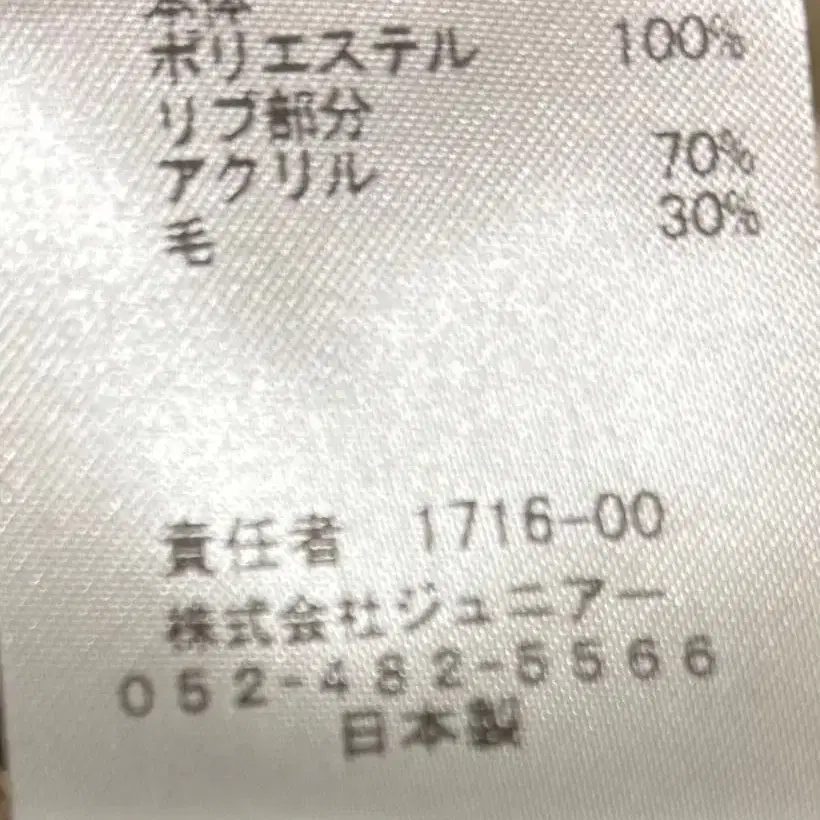 本体
ポリエステル 100%
リブ部分
アクリル 70%
毛 30%
責任者 1716-00
株式会社ジュニアー
052-482-5566
日本製